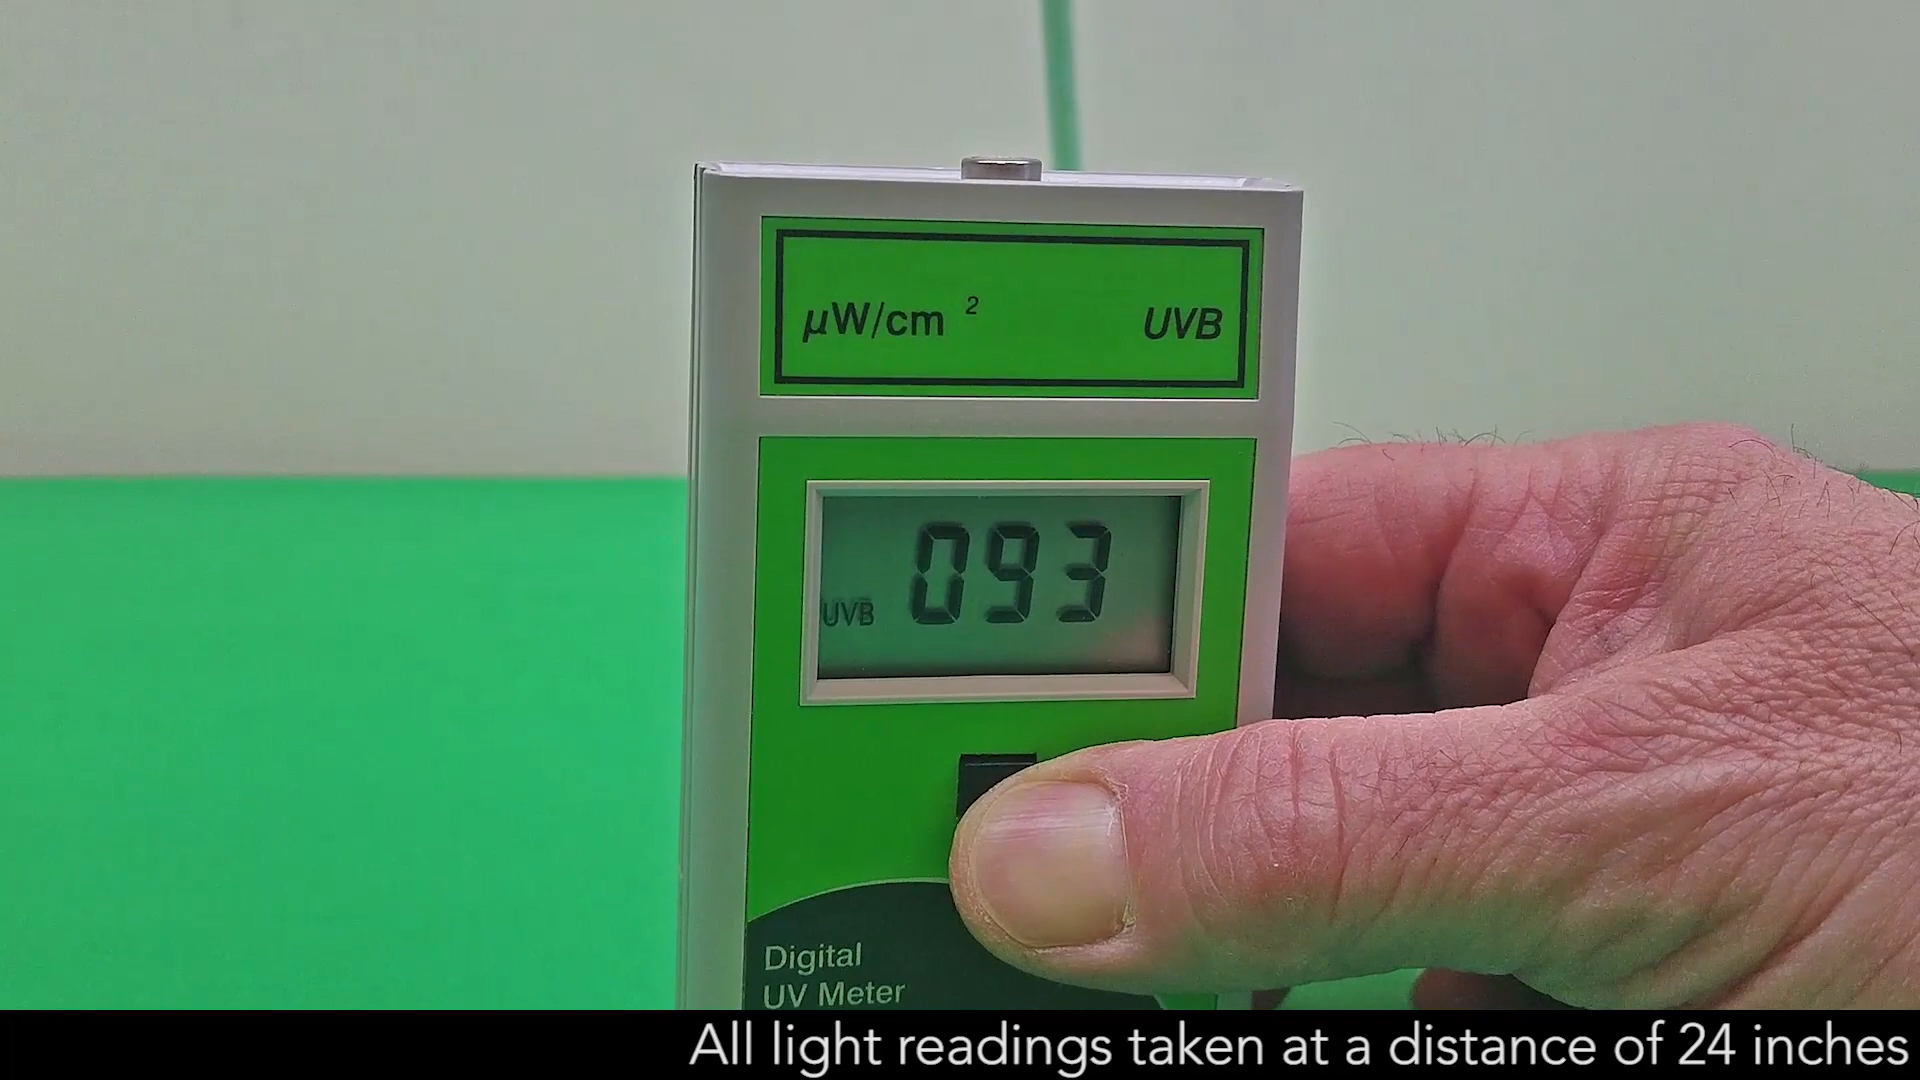 µW/cm ² UVB
093
UVB
Digital
UV Meter
All light readings taken at a distance of 24 inches